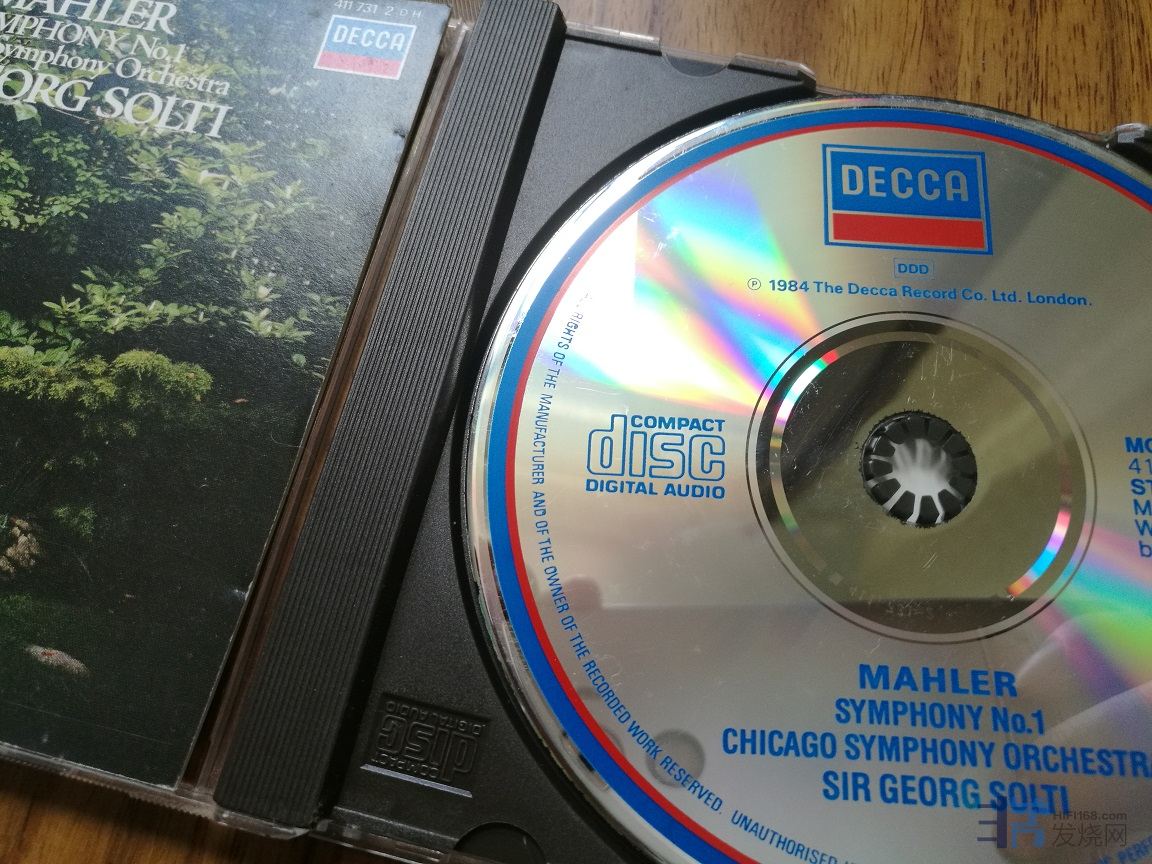 411 731 2 DH
DECCA
MAHLER
SYMPHONY No.1
Symphony Orchestra
ORG SOLTI
DECCA
DDD
℗ 1984 The Decca Record Co. Ltd. London.
RIGHTS OF THE MANUFACTURER AND OF THE OWNER OF THE RECORDED WORK RESERVED. UNAUTHORISED
COMPACT
disc
DIGITAL AUDIO
41
ST
M
W
b
MAHLER
SYMPHONY No.1
CHICAGO SYMPHONY ORCHESTRA
SIR GEORG SOLTI
COMPACT
disc
DIGITAL AUDIO
HIFI168.com
发烧网